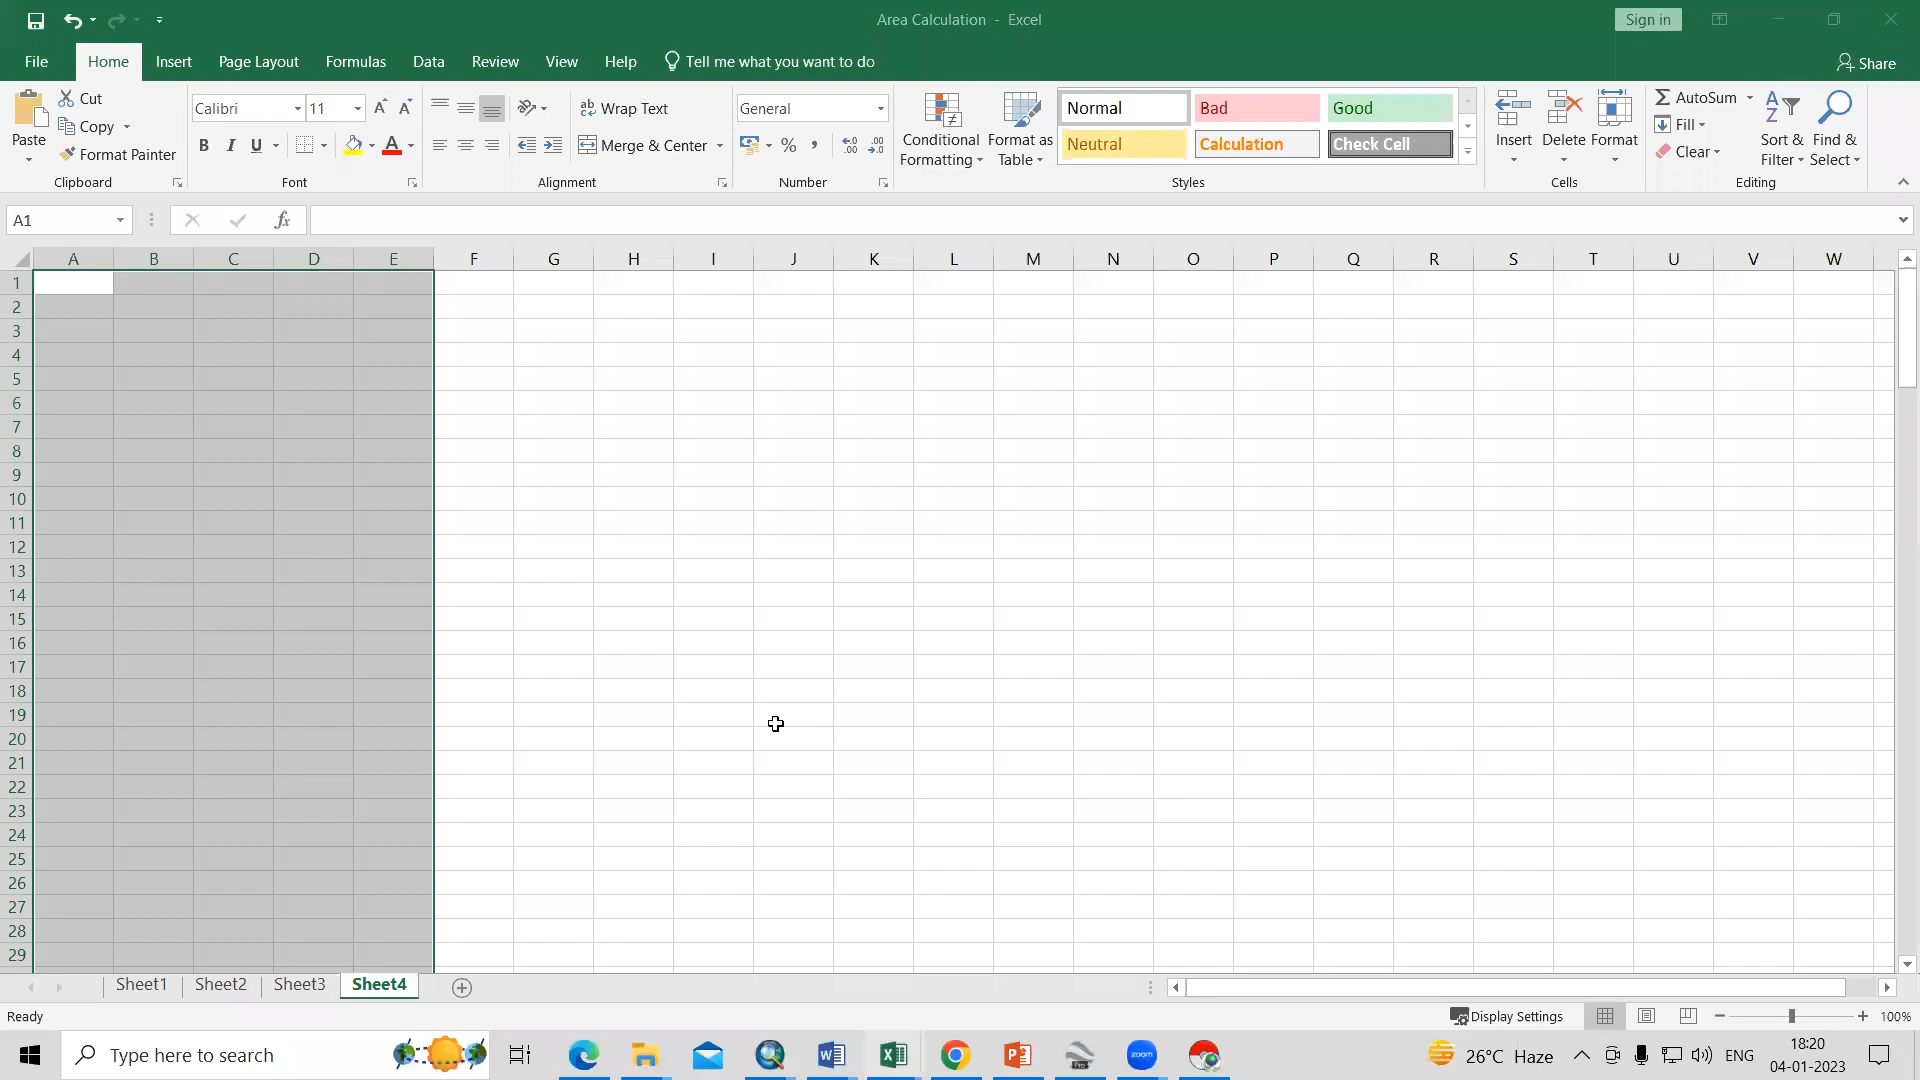 Area Calculation - Excel
Sign in
File Home Insert Page Layout Formulas Data Review View Help Tell me what you want to do Share
Paste Cut Copy Format Painter Clipboard
Calibri 11 A A B I U A Font
ab Wrap Text Merge & Center Alignment
General % , Number
Conditional Formatting Format as Table
Normal Bad Good
Neutral Calculation Check Cell
Styles
Insert Delete Format Cells
AutoSum Fill Clear Sort & Filter Find & Select Editing
A1 fx
A B C D E F G H I J K L M N O P Q R S T U V W
1
2
3
4
5
6
7
8
9
10
11
12
13
14
15
16
17
18
19
20
21
22
23
24
25
26
27
28
29
Sheet1 Sheet2 Sheet3 Sheet4
Ready Display Settings 100%
Type here to search zoom Pro 26°C Haze ENG 18:20
04-01-2023